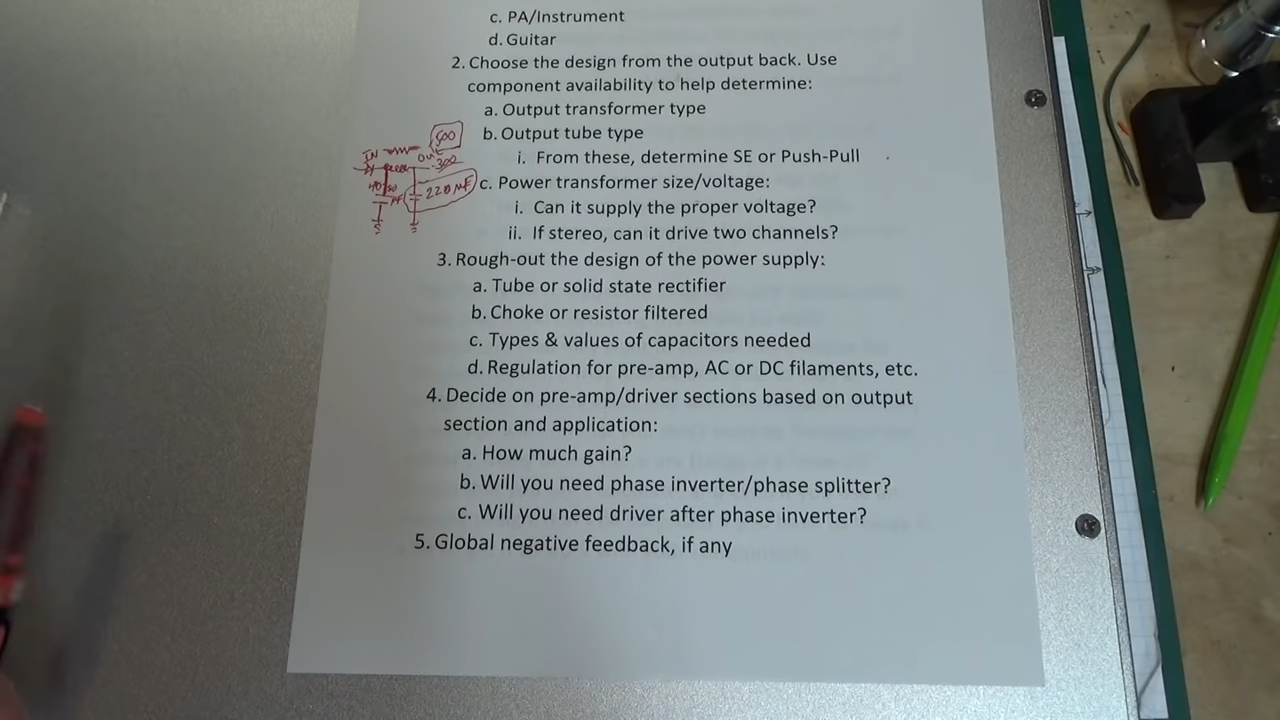 c. PA/Instrument
d. Guitar
2. Choose the design from the output back. Use
component availability to help determine:
a. Output transformer type
b. Output tube type
i. From these, determine SE or Push-Pull
c. Power transformer size/voltage:
i. Can it supply the proper voltage?
ii. If stereo, can it drive two channels?
3. Rough-out the design of the power supply:
a. Tube or solid state rectifier
b. Choke or resistor filtered
c. Types & values of capacitors needed
d. Regulation for pre-amp, AC or DC filaments, etc.
4. Decide on pre-amp/driver sections based on output
section and application:
a. How much gain?
b. Will you need phase inverter/phase splitter?
c. Will you need driver after phase inverter?
5. Global negative feedback, if any
500
IN
OUT
300
220 MF